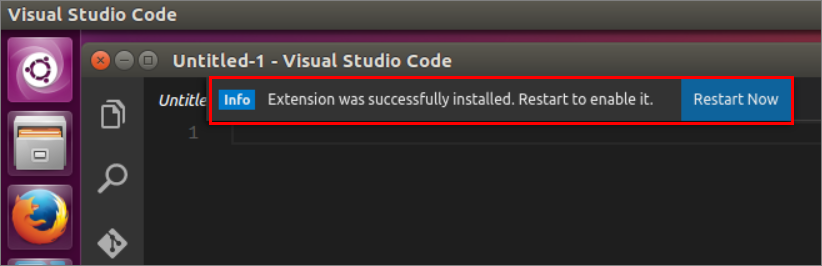 Visual Studio Code
Untitled-1 - Visual Studio Code
Untitle
Info Extension was successfully installed. Restart to enable it. Restart Now
1